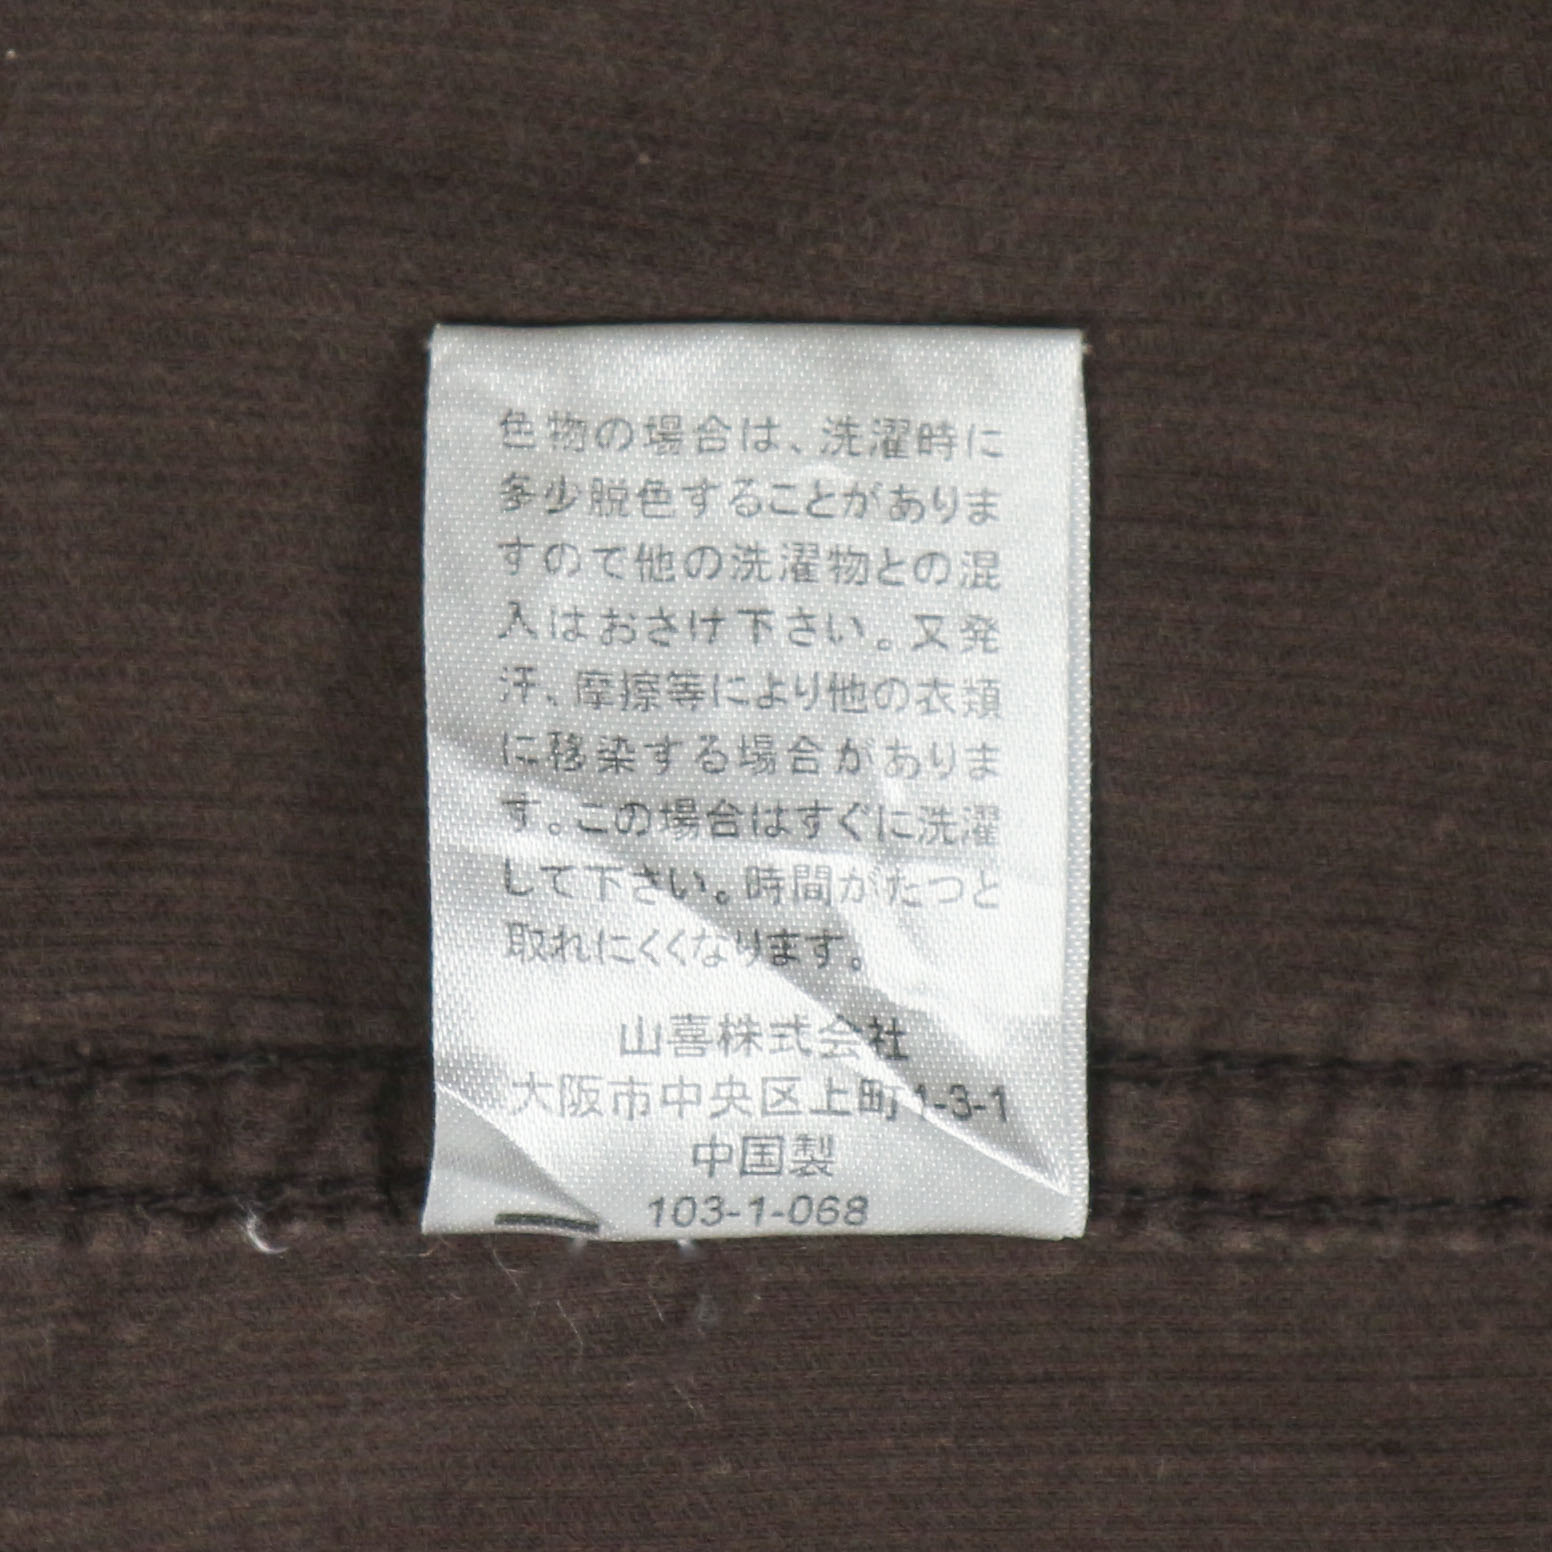 色物の場合は、洗濯時に
多少脱色することがありま
すので他の洗濯物との混
入はおさけ下さい。又発
汗、摩擦等により他の衣類
に移染する場合がありま
す。この場合はすぐに洗濯
して下さい。時間がたつと
取れにくくなります。
山喜株式会社
大阪市中央区上町1-3-1
中国製
103-1-068